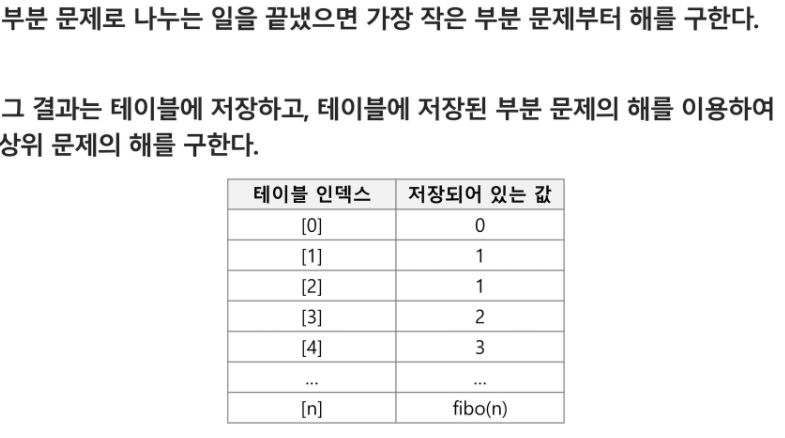 부분 문제로 나누는 일을 끝냈으면 가장 작은 부분 문제부터 해를 구한다.
그 결과는 테이블에 저장하고, 테이블에 저장된 부분 문제의 해를 이용하여
상위 문제의 해를 구한다.
테이블 인덱스 저장되어 있는 값
[0] 0
[1] 1
[2] 1
[3] 2
[4] 3
... ...
[n] fibo(n)